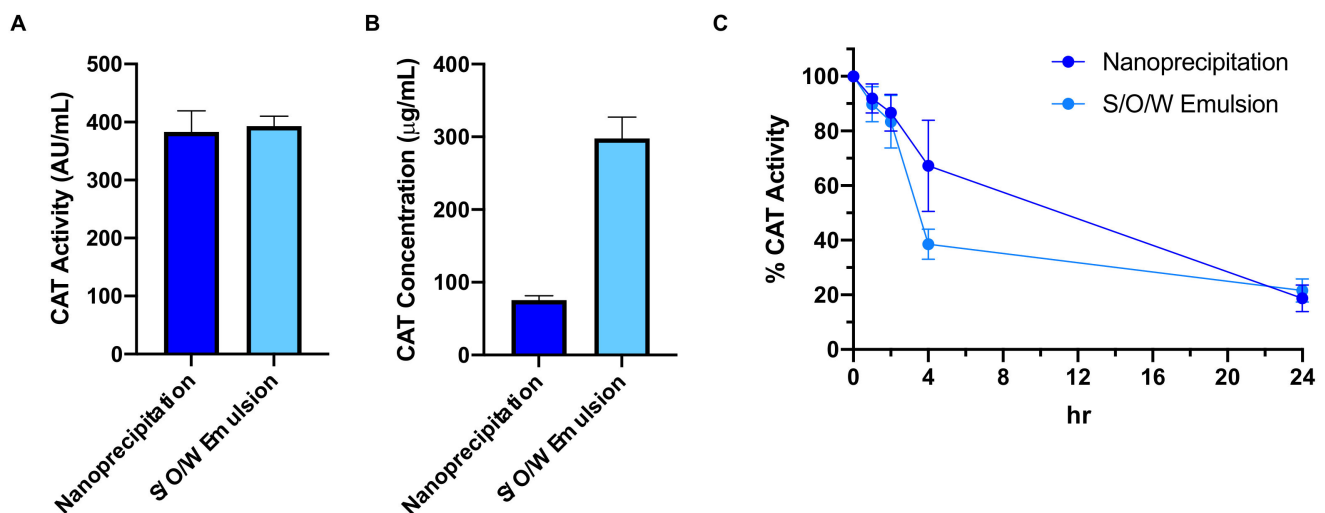 A
CAT Activity (AU/mL)
500
400
300
200
100
0
Nanoprecipitation
S/O/W Emulsion
B
CAT Concentration (µg/mL)
400
300
200
100
0
Nanoprecipitation
S/O/W Emulsion
C
% CAT Activity
100
80
60
40
20
0
0 4 8 12 16 20 24
hr
Nanoprecipitation
S/O/W Emulsion